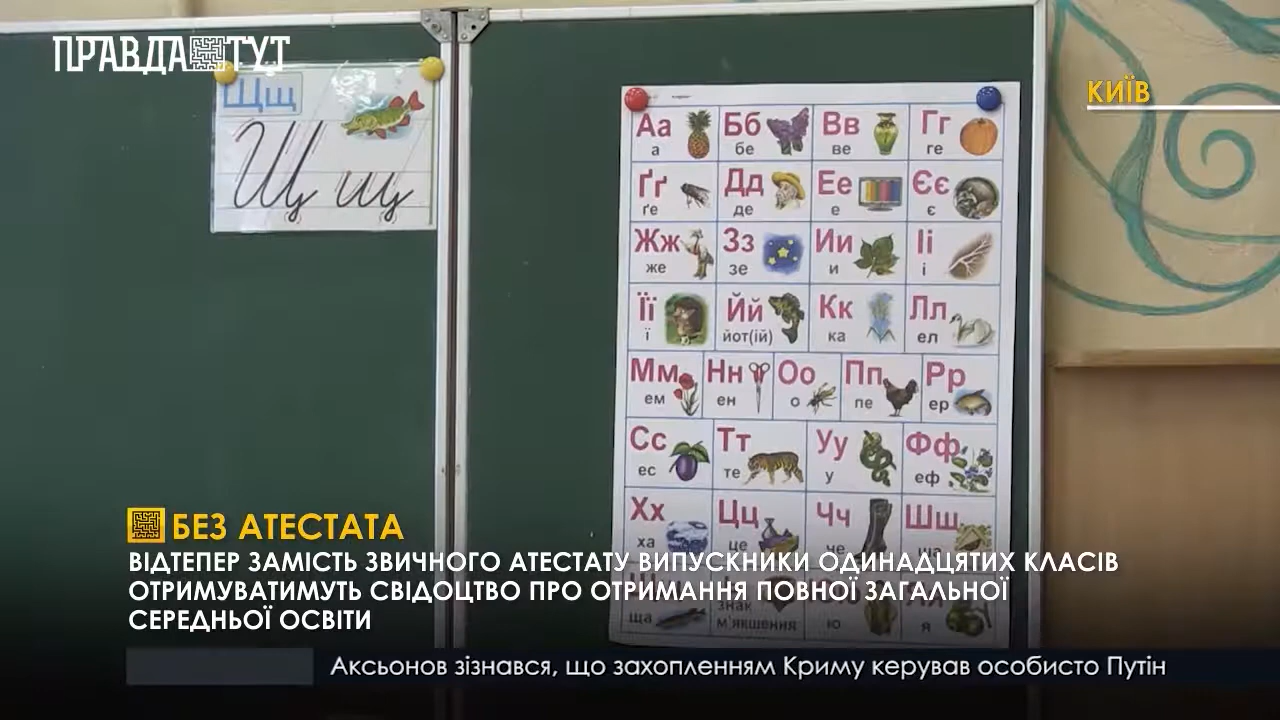 ПРАВДА ТУТ
КИЇВ
Щщ
Щ щ
Аа Бб Вв Гг
а бе ве ге
Ґґ Дд Ее Єє
ґе де е є
Жж Зз Ии Іі
же зе и і
Її Йй Кк Лл
ї йот(ій) ка ел
Мм Нн Оо Пп Рр
ем ен о пе ер
Сс Тт Уу Фф
ес те у еф
Хх Цц Чч Шш
ха це че ша
ща знак м'якшення ю я
БЕЗ АТЕСТАТА
ВІДТЕПЕР ЗАМІСТЬ ЗВИЧНОГО АТЕСТАТУ ВИПУСКНИКИ ОДИНАДЦЯТИХ КЛАСІВ
ОТРИМУВАТИМУТЬ СВІДОЦТВО ПРО ОТРИМАННЯ ПОВНОЇ ЗАГАЛЬНОЇ
СЕРЕДНЬОЇ ОСВІТИ
Аксьонов зізнався, що захопленням Криму керував особисто Путін